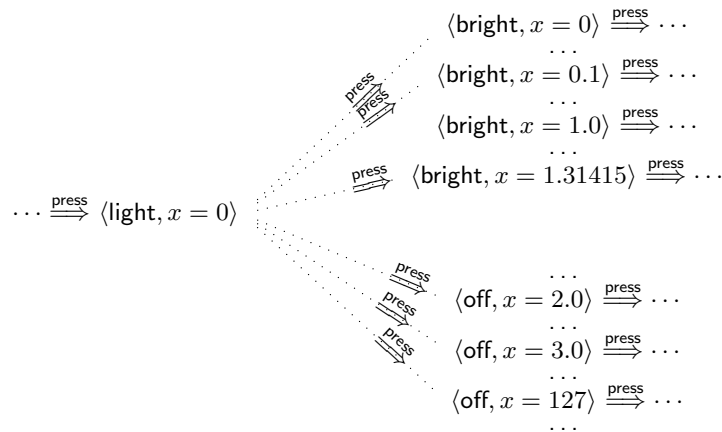 ⟨bright, x = 0⟩ press ⟹ ⋯
⋯
press
⟨bright, x = 0.1⟩ press ⟹ ⋯
press
⋯
⟨bright, x = 1.0⟩ press ⟹ ⋯
⋯
press
⟨bright, x = 1.31415⟩ press ⟹ ⋯
⋯ press ⟹ ⟨light, x = 0⟩
press
⋯
⟨off, x = 2.0⟩ press ⟹ ⋯
press
⋯
press
⟨off, x = 3.0⟩ press ⟹ ⋯
⋯
⟨off, x = 127⟩ press ⟹ ⋯
⋯